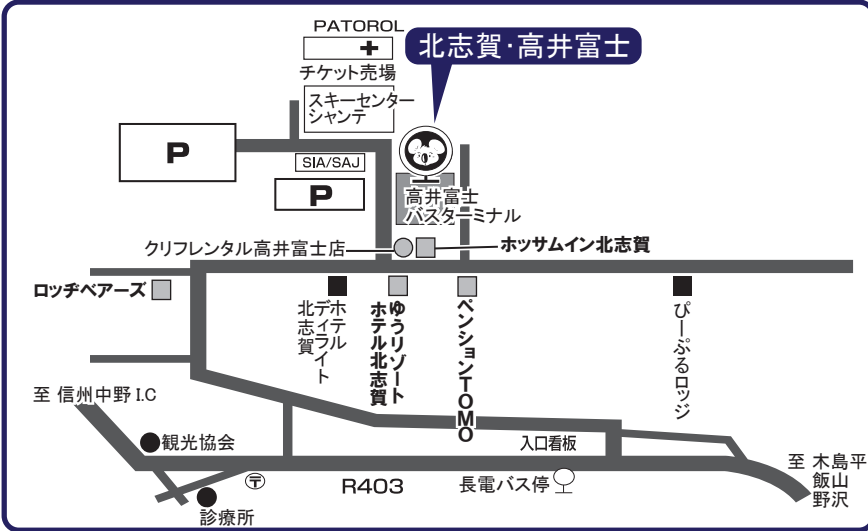 PATOROL
北志賀・高井富士
チケット売場
スキーセンター
シャンテ
P
SIA/SAJ
P
高井富士
バスターミナル
クリフレンタル高井富士店
ホッサムイン北志賀
ロッヂベアーズ
ホテル
ディライト
北志賀
ゆうリゾート
ホテル北志賀
ペンションTOMO
ぴーぷるロッジ
至 信州中野 I.C
観光協会
入口看板
〒
R403
長電バス停
至 木島平
飯山
野沢
診療所